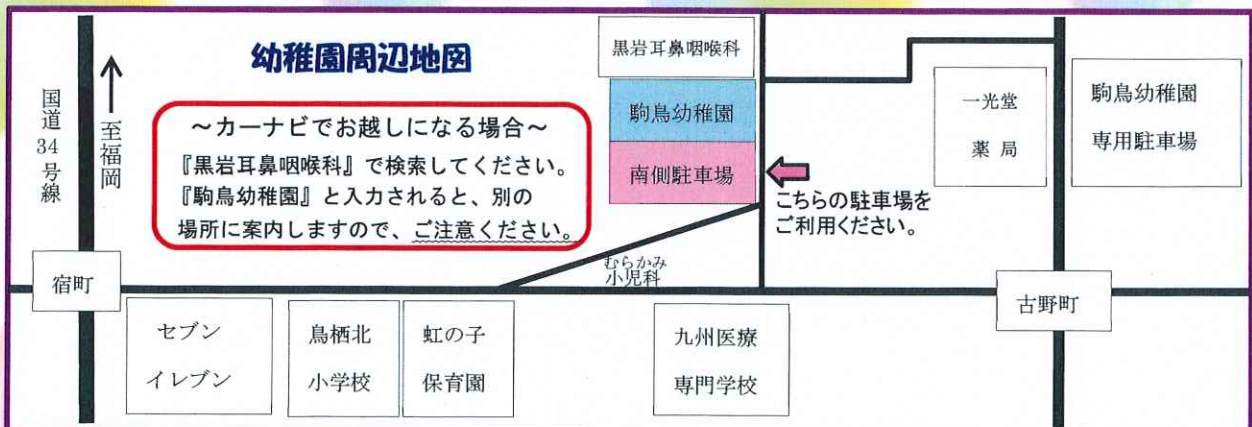 幼稚園周辺地図
国道34号線
至福岡
～カーナビでお越しになる場合～
『黒岩耳鼻咽喉科』で検索してください。
『駒鳥幼稚園』と入力されると、別の
場所に案内しますので、ご注意ください。
黒岩耳鼻咽喉科
駒鳥幼稚園
南側駐車場
こちらの駐車場を
ご利用ください。
一光堂
薬局
駒鳥幼稚園
専用駐車場
むらかみ
小児科
宿町
古野町
セブン
イレブン
鳥栖北
小学校
虹の子
保育園
九州医療
専門学校